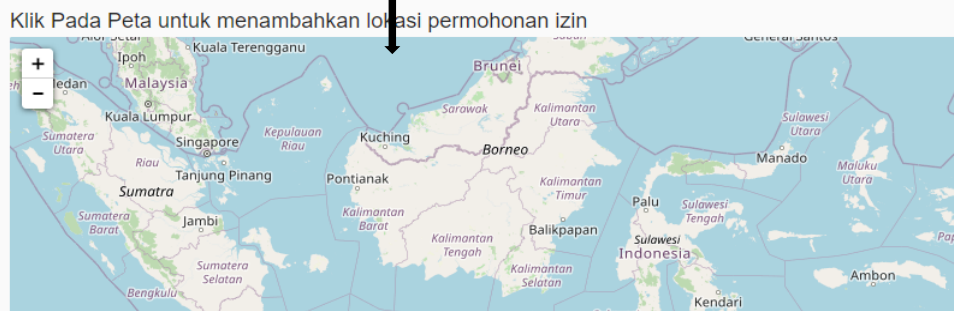 Klik Pada Peta untuk menambahkan lokasi permohonan izin
Kuala Terengganu
Ipoh
Brunei
+
Malaysia
−
Sarawak
Kalimantan
Utara
Kuala Lumpur
Sulawesi
Utara
Sumatera
Utara
Kepulauan
Riau
Kuching
Singapore
Borneo
Riau
Manado
Maluku
Utara
Tanjung Pinang
Pontianak
Sumatra
Kalimantan
Timur
Palu
Sulawesi
Tengah
Sumatera
Barat
Jambi
Kalimantan
Barat
Balikpapan
Kalimantan
Tengah
Sulawesi
Indonesia
Sumatera
Selatan
Kalimantan
Selatan
Ambon
Bengkulu
Kendari